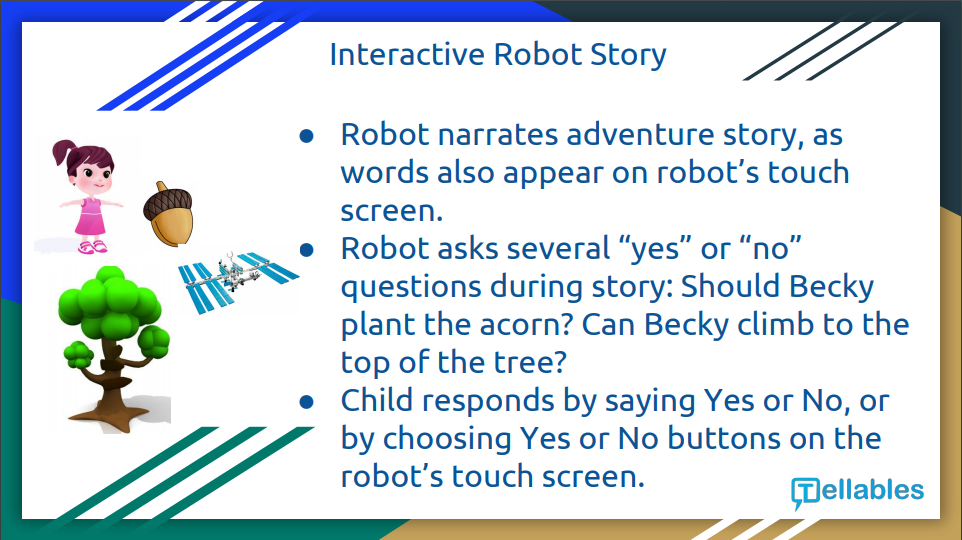 Interactive Robot Story
● Robot narrates adventure story, as
words also appear on robot’s touch
screen.
● Robot asks several “yes” or “no”
questions during story: Should Becky
plant the acorn? Can Becky climb to the
top of the tree?
● Child responds by saying Yes or No, or
by choosing Yes or No buttons on the
robot’s touch screen.
Tellables